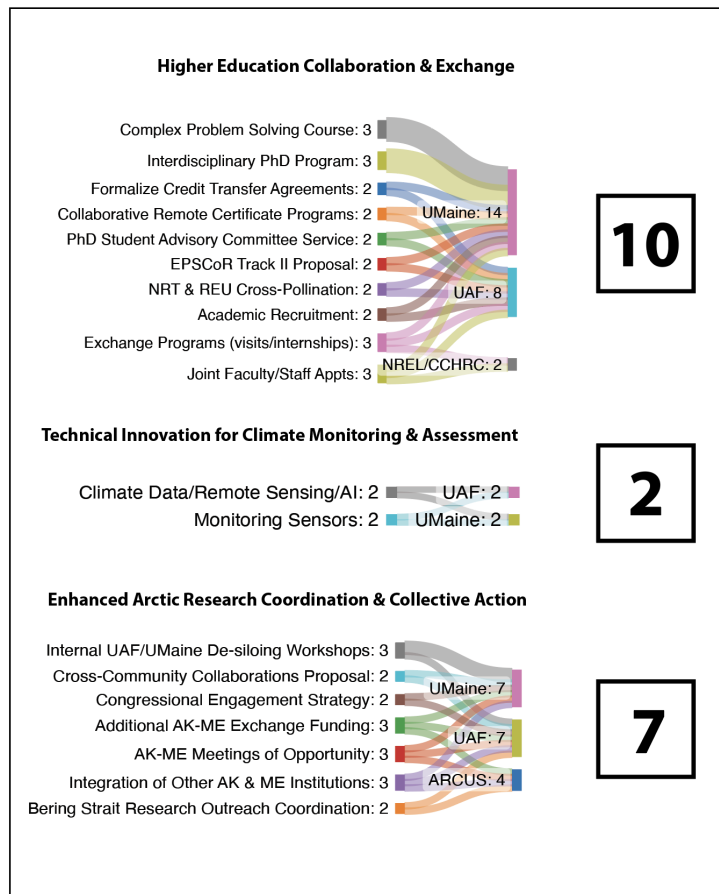 Higher Education Collaboration & Exchange
Complex Problem Solving Course: 3
Interdisciplinary PhD Program: 3
Formalize Credit Transfer Agreements: 2
Collaborative Remote Certificate Programs: 2
UMaine: 14
PhD Student Advisory Committee Service: 2
10
EPSCoR Track II Proposal: 2
NRT & REU Cross-Pollination: 2
UAF: 8
Academic Recruitment: 2
Exchange Programs (visits/internships): 3
NREL/CCHRC: 2
Joint Faculty/Staff Appts: 3
Technical Innovation for Climate Monitoring & Assessment
Climate Data/Remote Sensing/AI: 2
UAF: 2
2
Monitoring Sensors: 2
UMaine: 2
Enhanced Arctic Research Coordination & Collective Action
Internal UAF/UMaine De-siloing Workshops: 3
Cross-Community Collaborations Proposal: 2
UMaine: 7
Congressional Engagement Strategy: 2
Additional AK-ME Exchange Funding: 3
UAF: 7
7
AK-ME Meetings of Opportunity: 3
Integration of Other AK & ME Institutions: 3
ARCUS: 4
Bering Strait Research Outreach Coordination: 2